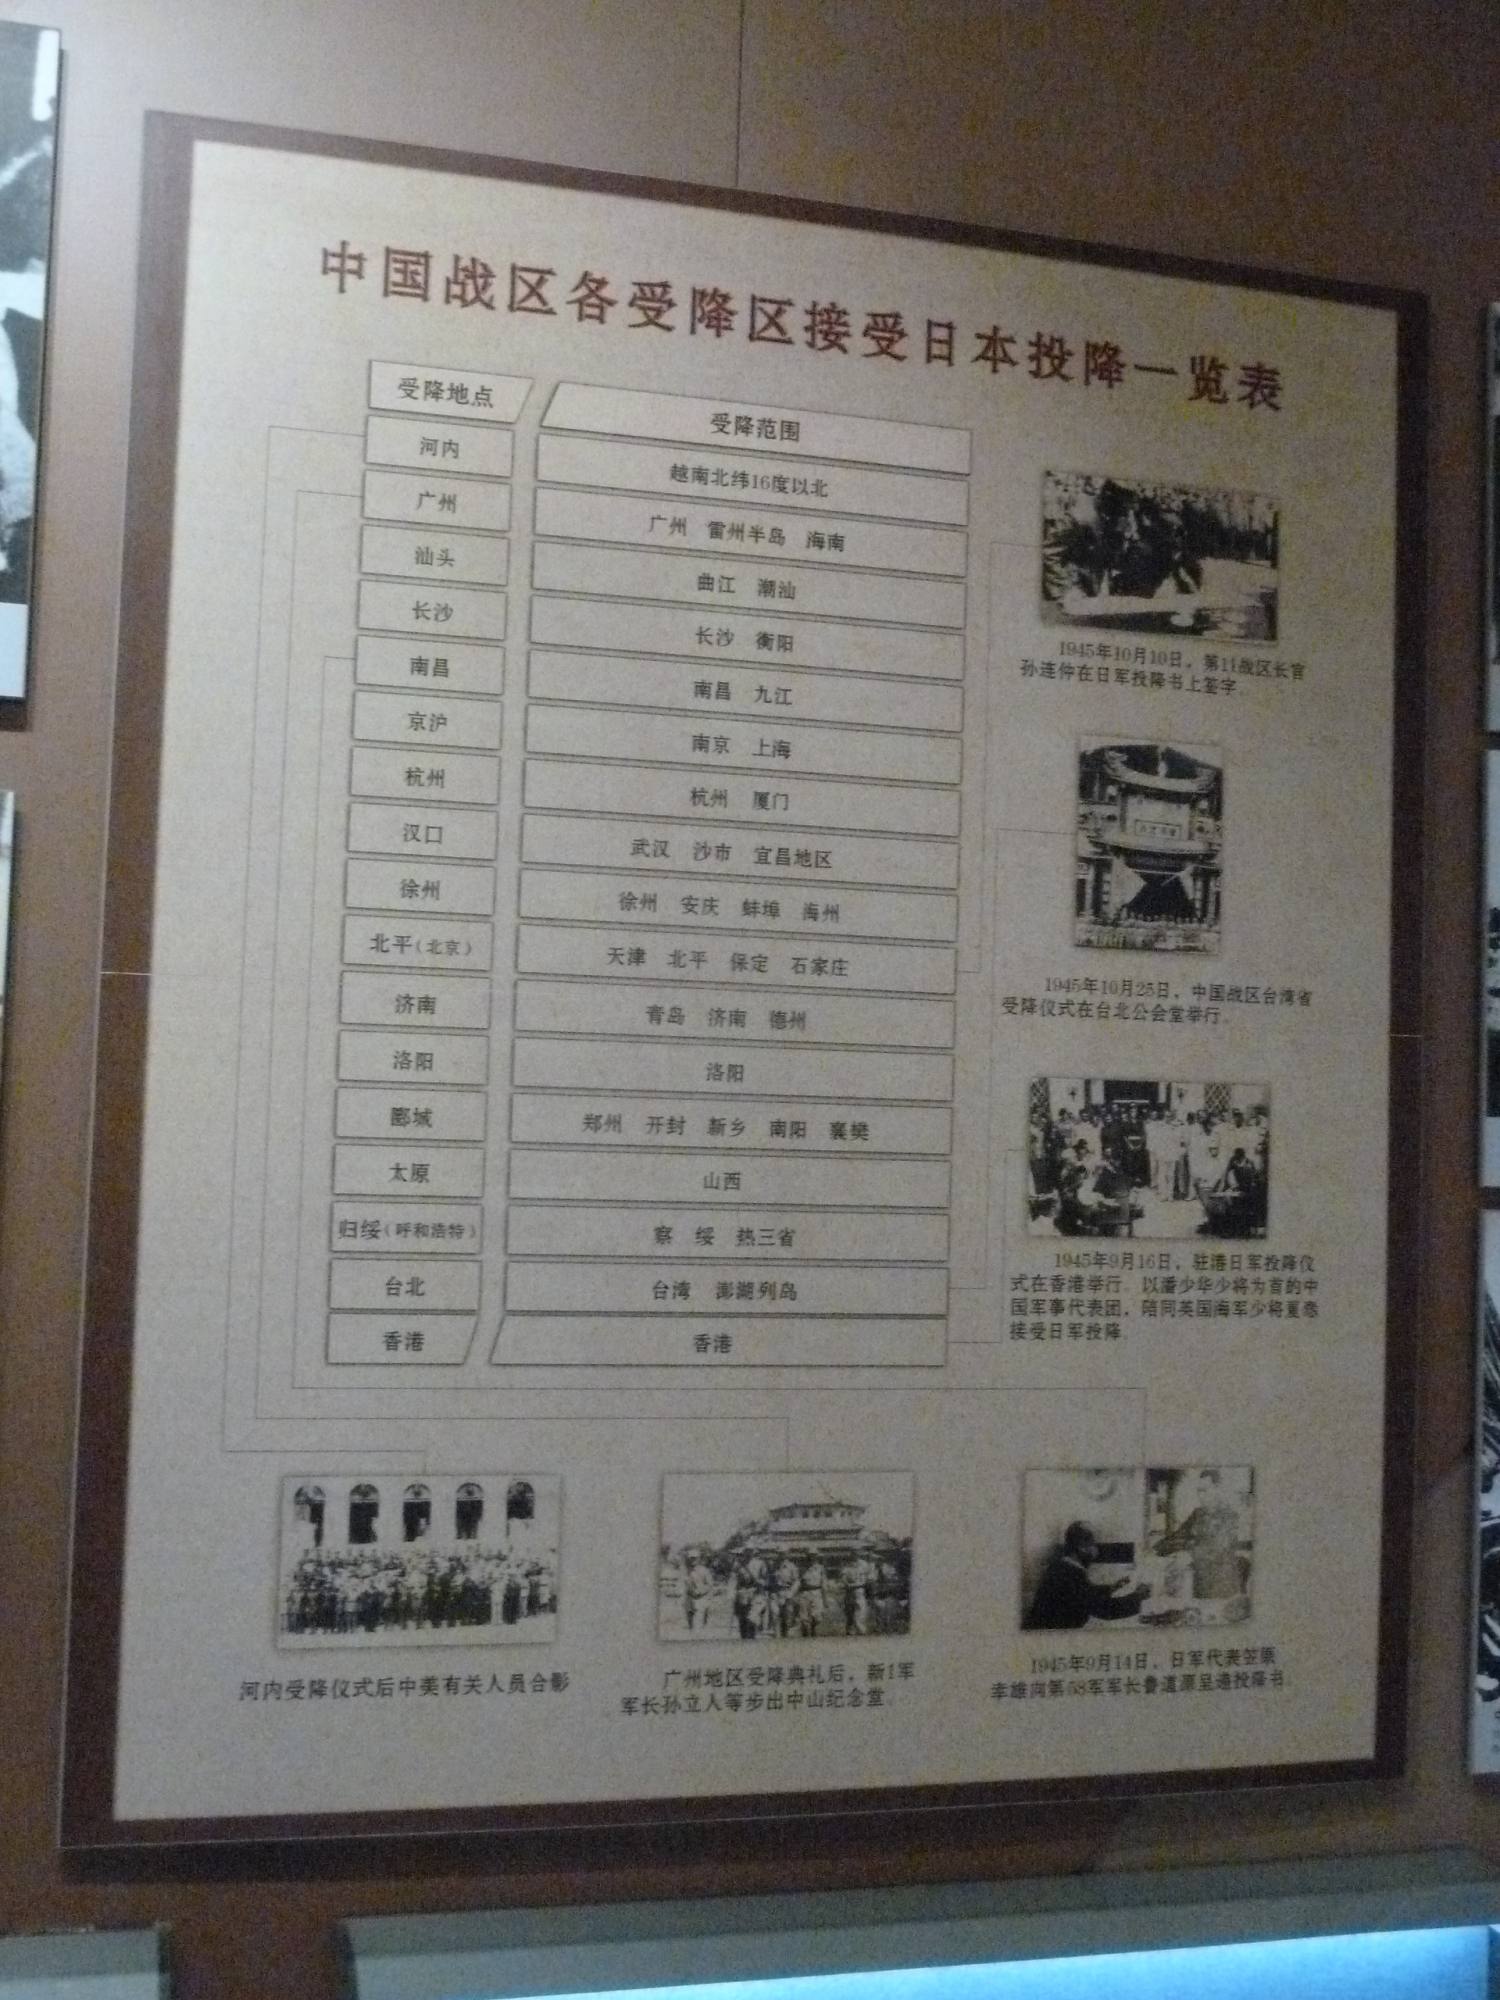 中国战区各受降区接受日本投降一览表
受降地点 受降范围
河内 越南北纬16度以北
广州 广州 雷州半岛 海南
汕头 曲江 潮汕
长沙 长沙 衡阳
南昌 南昌 九江
京沪 南京 上海
杭州 杭州 厦门
汉口 武汉 沙市 宜昌地区
徐州 徐州 安庆 蚌埠 海州
北平(北京) 天津 北平 保定 石家庄
济南 青岛 济南 德州
洛阳 洛阳
郾城 郑州 开封 新乡 南阳 襄樊
太原 山西
归绥(呼和浩特) 察 绥 热三省
台北 台湾 澎湖列岛
香港 香港
1945年10月10日，第11战区长官
孙连仲在日军投降书上签字。
1945年10月25日，中国战区台湾省
受降仪式在台北公会堂举行。
1945年9月16日，驻港日军投降仪
式在香港举行。以潘少华少将为首的中
国军事代表团，陪同英国海军少将夏悫
接受日军投降。
河内受降仪式后中美有关人员合影
广州地区受降典礼后，新1军
军长孙立人等步出中山纪念堂。
1945年9月14日，日军代表笠原
幸雄向第58军军长鲁道源呈递投降书。